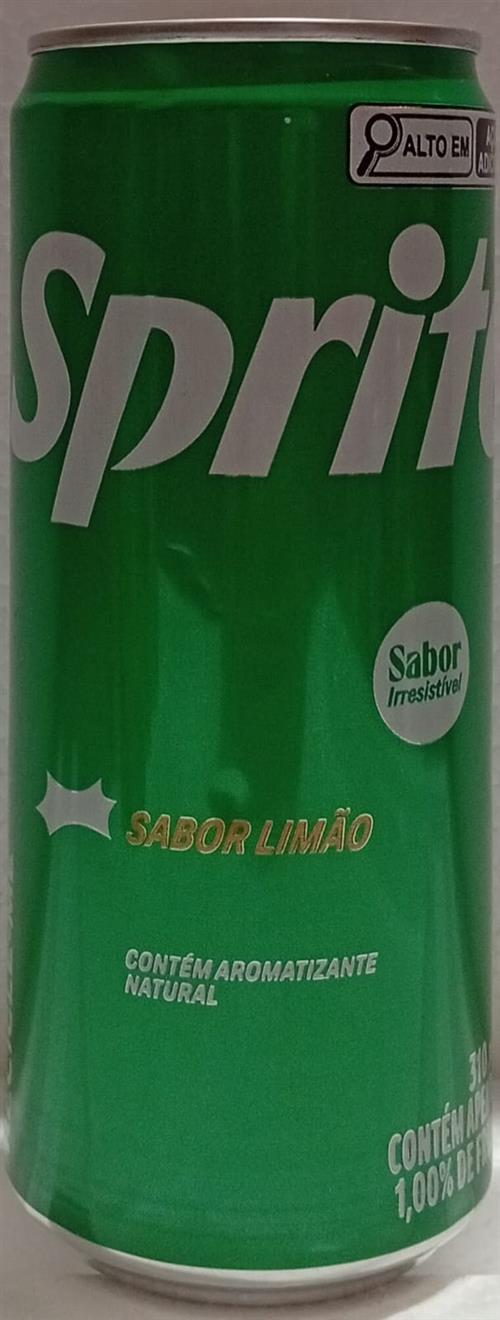 ALTO EM
Sprit
Sabor
Irresistível
SABOR LIMÃO
CONTÉM AROMATIZANTE
NATURAL
310
CONTÉM
1,00% DE